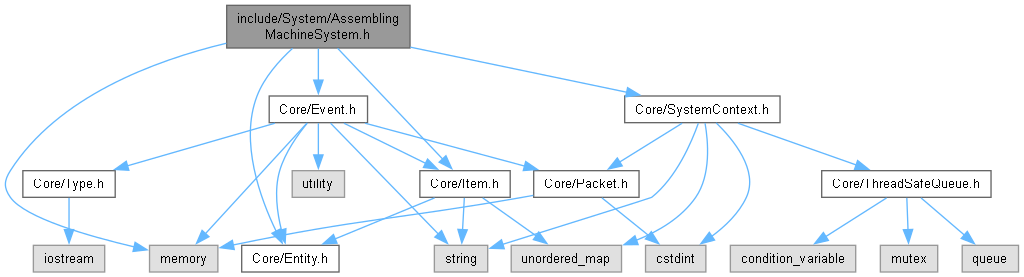 include/System/Assembling
MachineSystem.h
Core/Event.h
Core/SystemContext.h
Core/Type.h
utility
Core/Item.h
Core/Packet.h
Core/ThreadSafeQueue.h
iostream
memory
Core/Entity.h
string
unordered_map
cstdint
condition_variable
mutex
queue